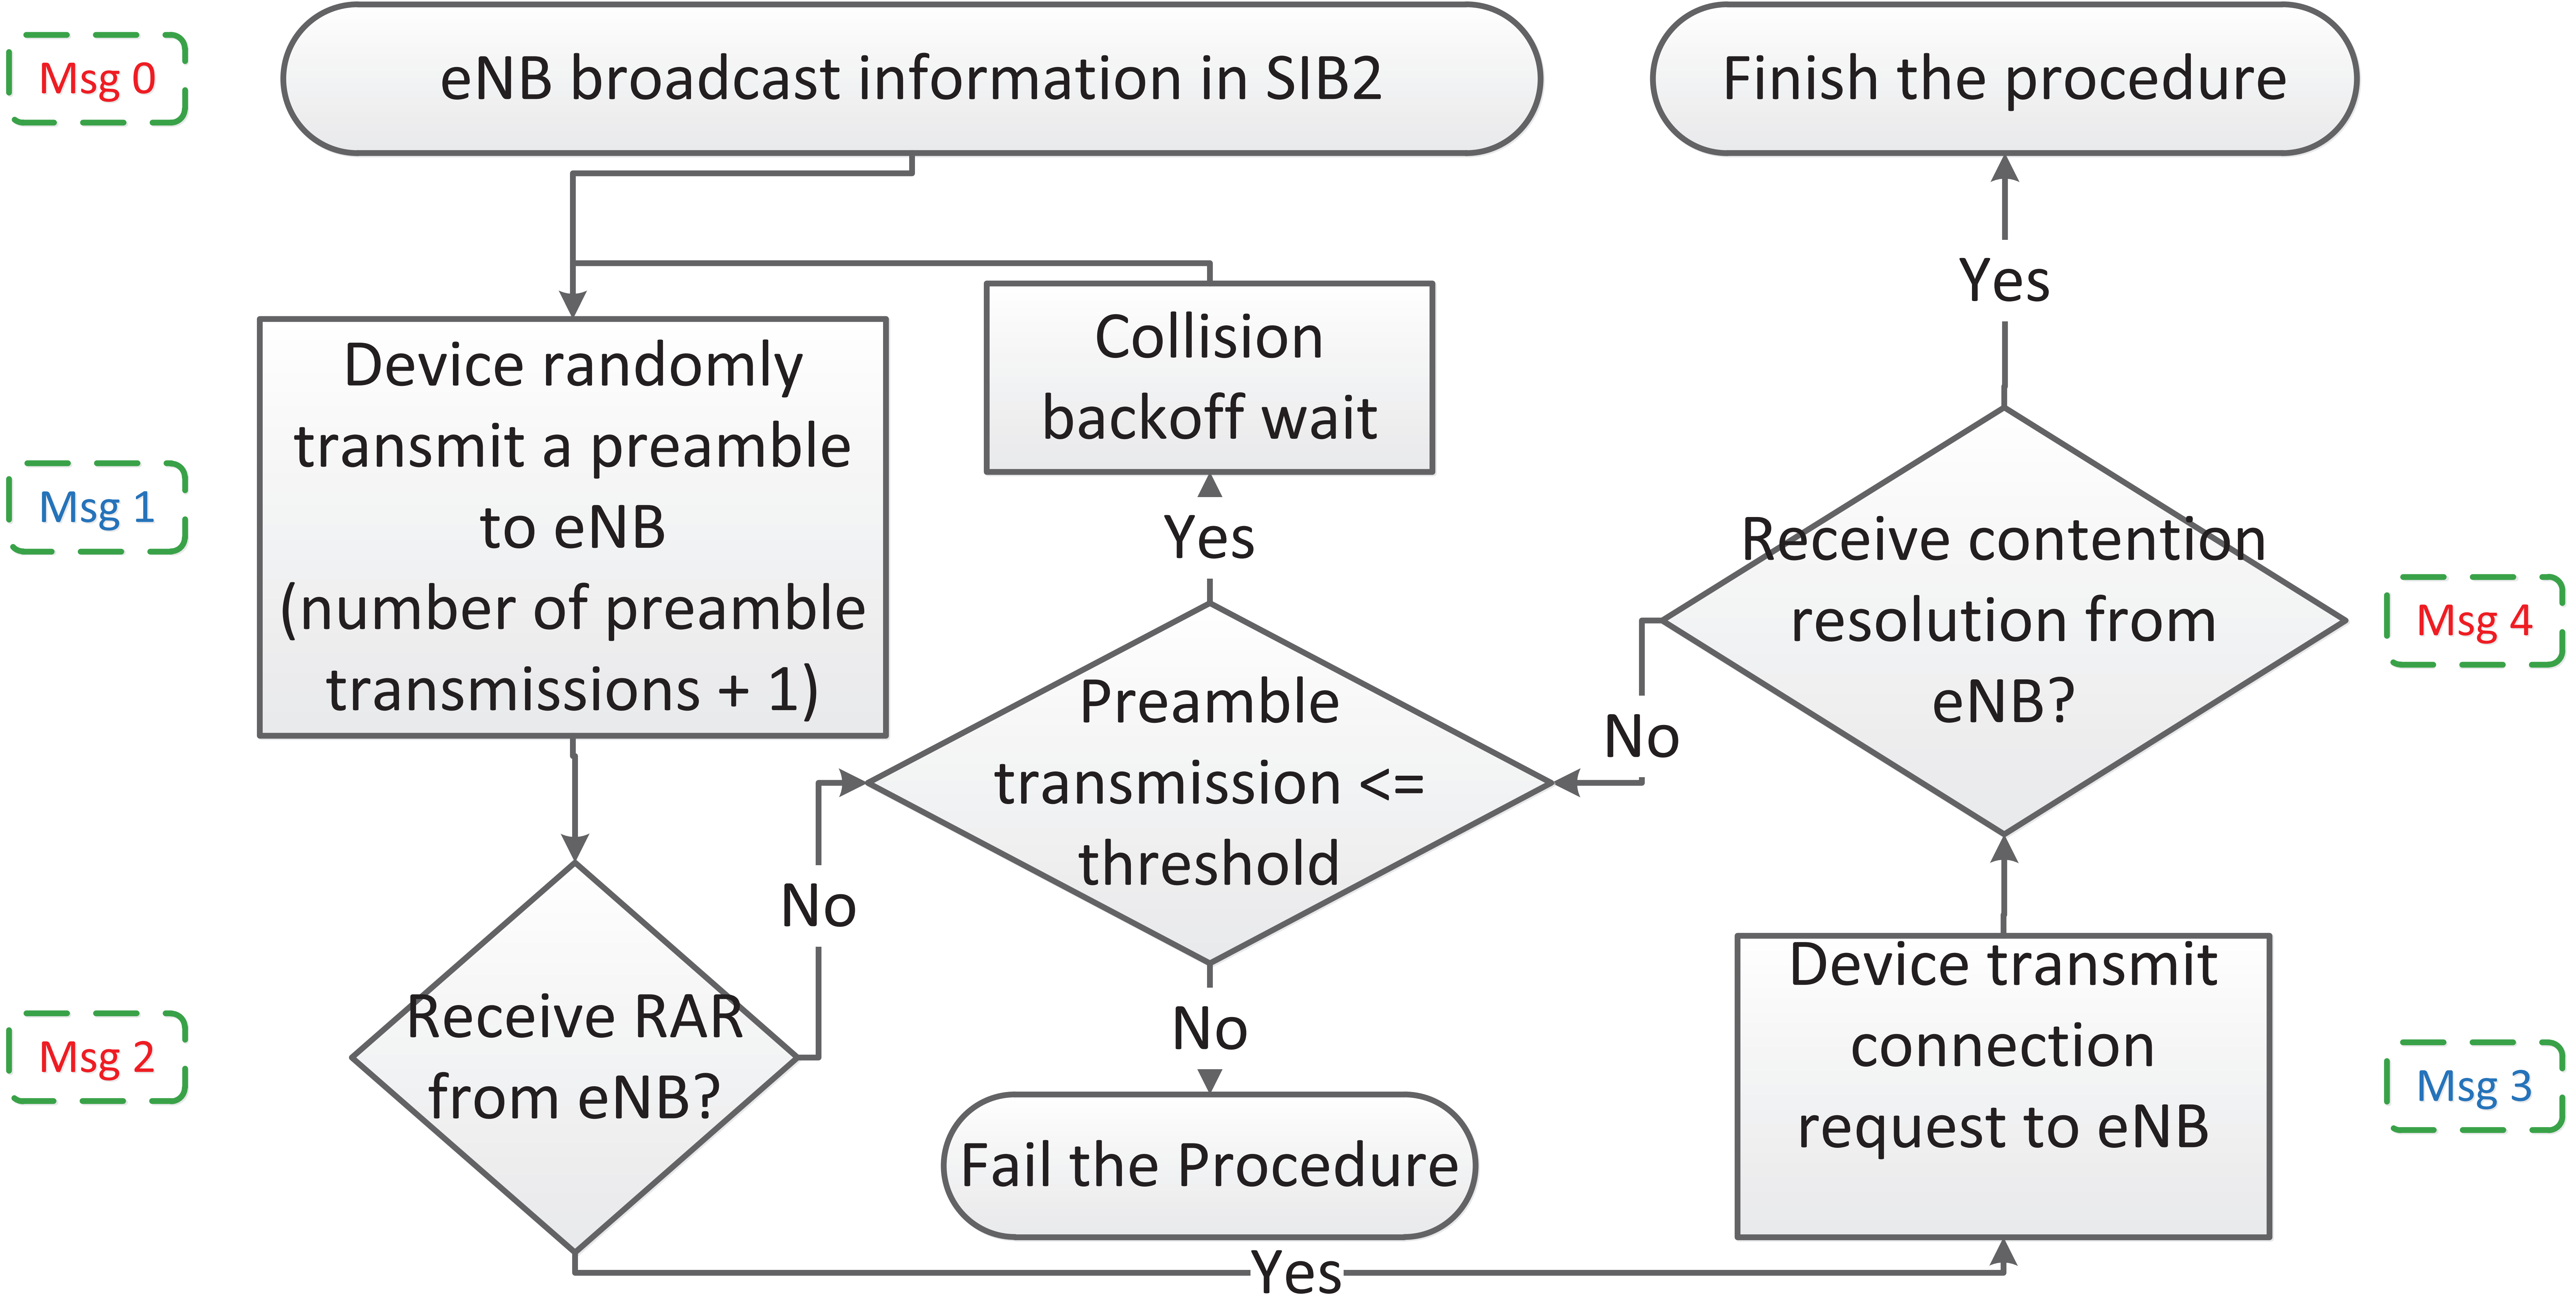 Msg 0
eNB broadcast information in SIB2
Finish the procedure
Yes
Collision
backoff wait
Device randomly
transmit a preamble
to eNB
(number of preamble
transmissions + 1)
Msg 1
Yes
Receive contention
resolution from
eNB?
Msg 4
Preamble
transmission <=
threshold
No
No
Device transmit
connection
request to eNB
Msg 3
Receive RAR
from eNB?
Msg 2
No
Fail the Procedure
Yes